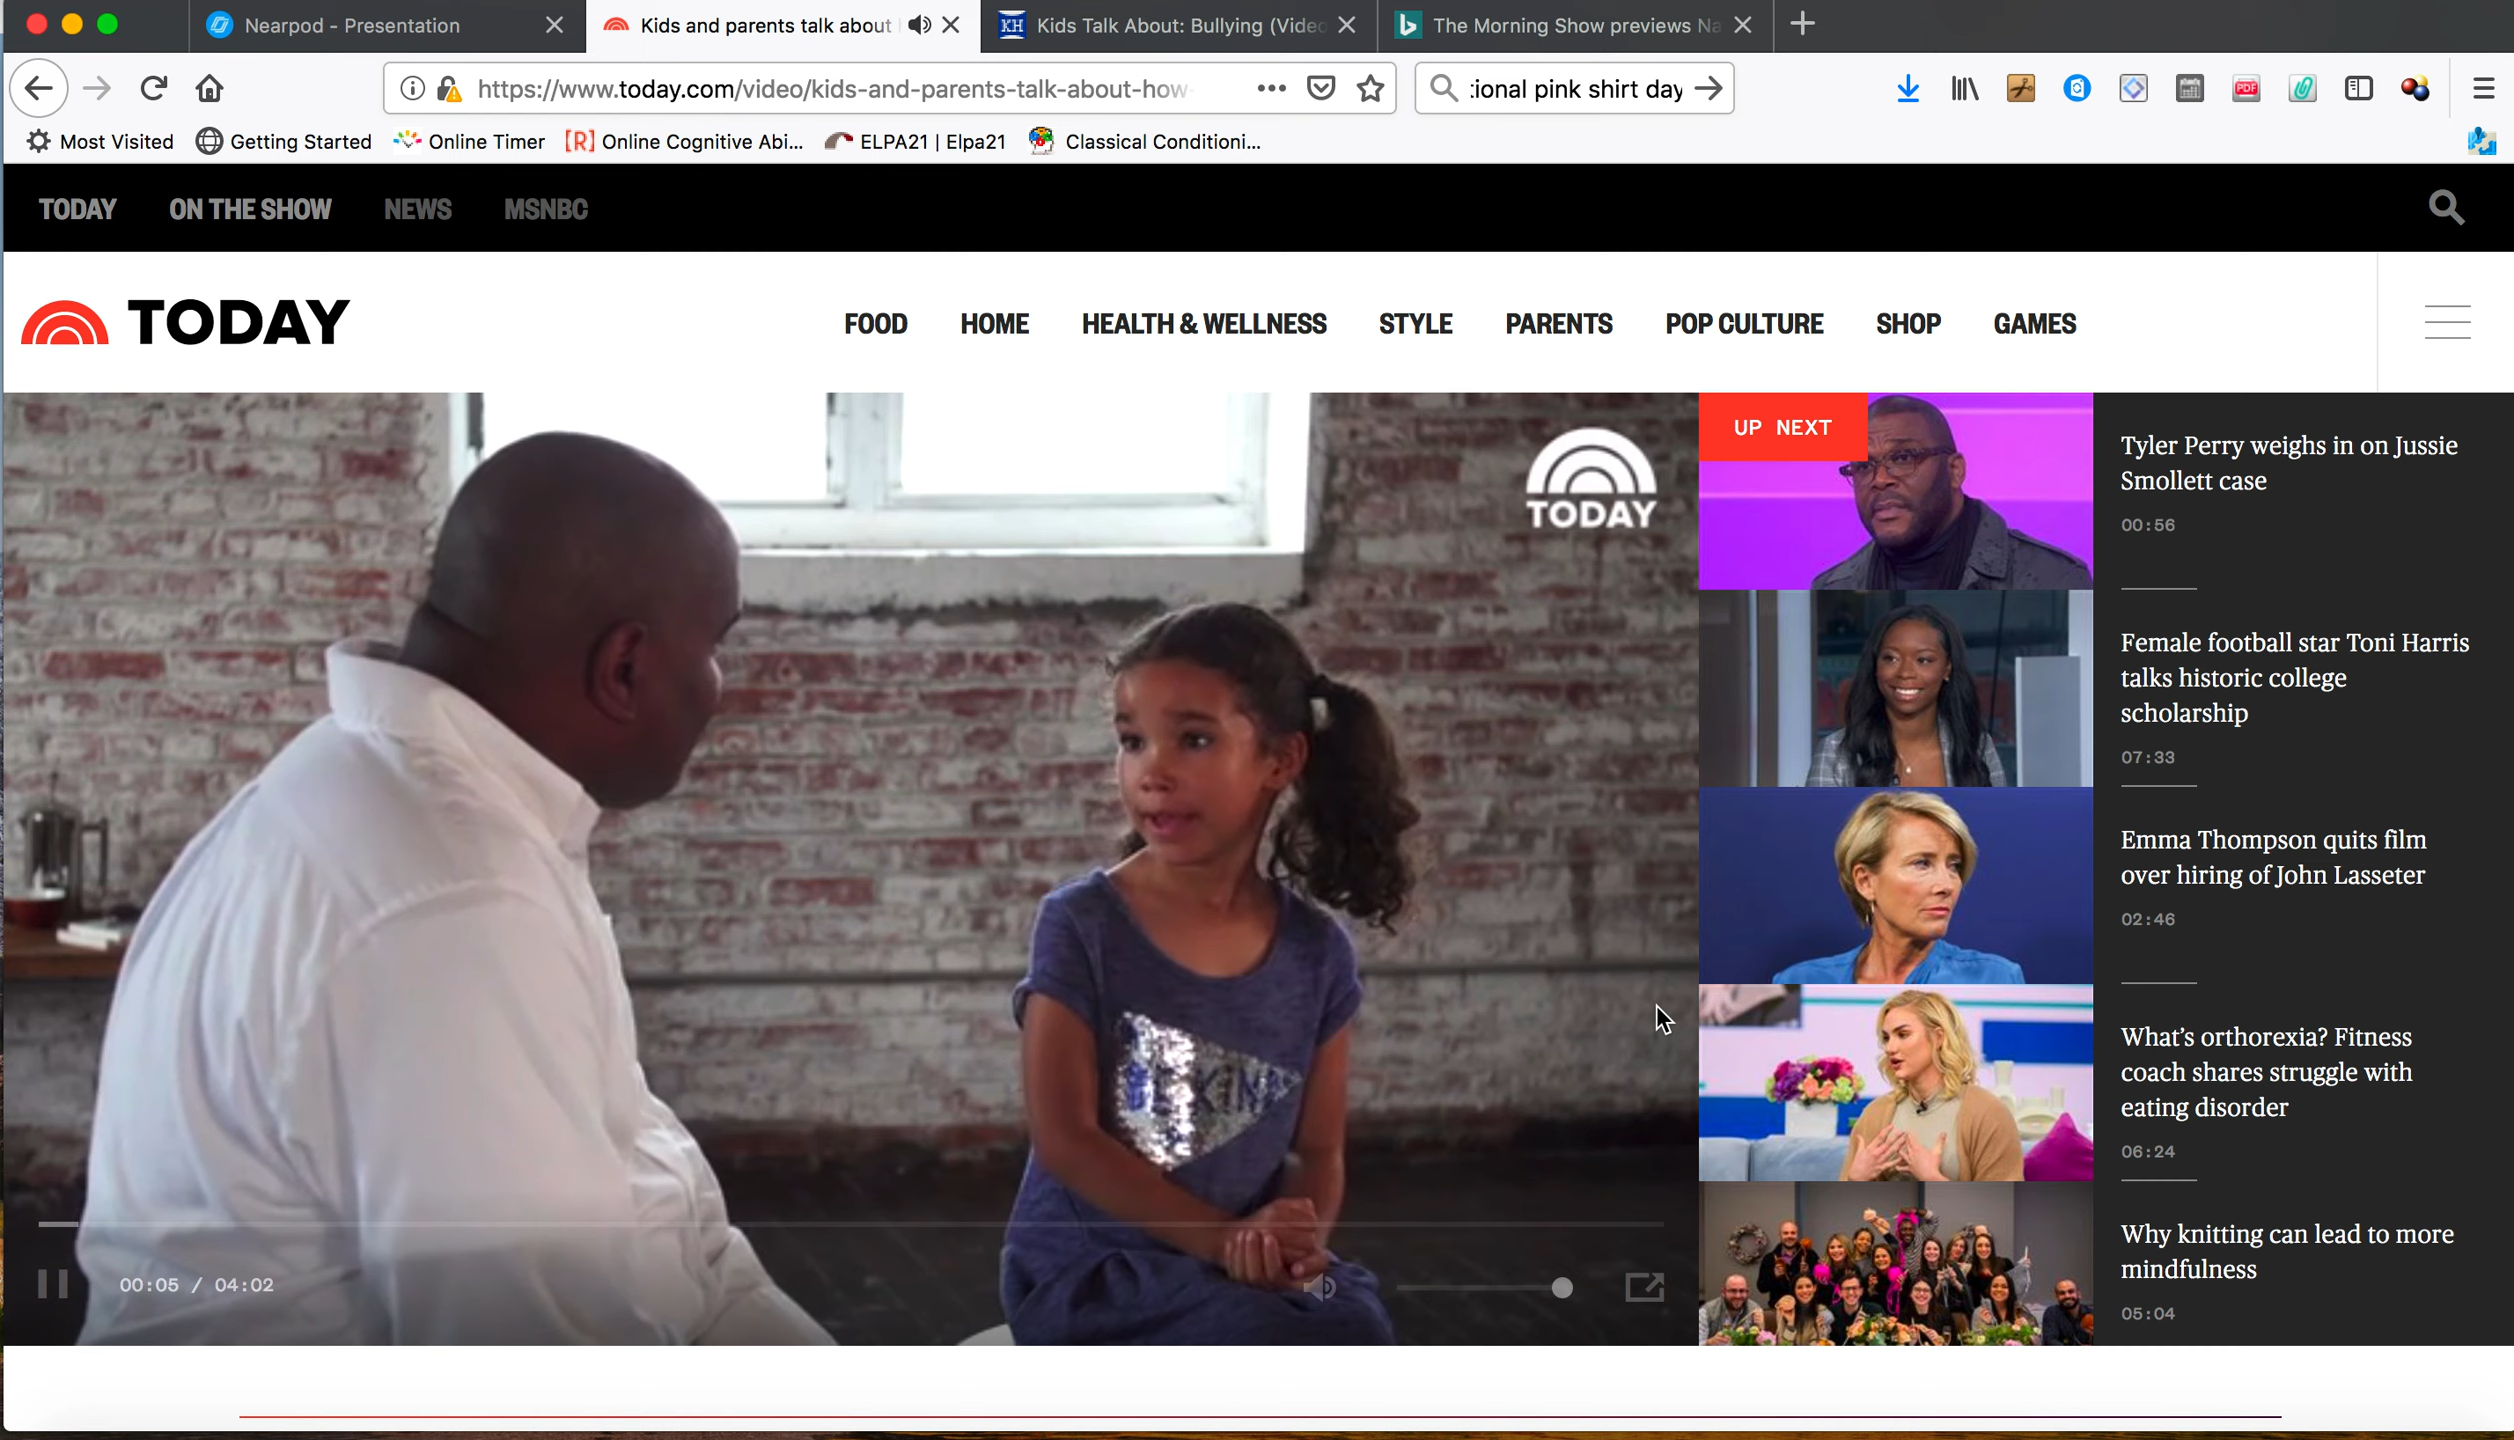 Nearpod - Presentation
Kids and parents talk about
KH Kids Talk About: Bullying (Video
The Morning Show previews Na
https://www.today.com/video/kids-and-parents-talk-about-how-
:ional pink shirt day
PDF
Most Visited
Getting Started
Online Timer
[R] Online Cognitive Abi...
ELPA21 | Elpa21
Classical Conditioni...
TODAY
ON THE SHOW
NEWS
MSNBC
TODAY
FOOD
HOME
HEALTH & WELLNESS
STYLE
PARENTS
POP CULTURE
SHOP
GAMES
TODAY
UP NEXT
Tyler Perry weighs in on Jussie
Smollett case
00:56
Female football star Toni Harris
talks historic college
scholarship
07:33
Emma Thompson quits film
over hiring of John Lasseter
02:46
What's orthorexia? Fitness
coach shares struggle with
eating disorder
06:24
Why knitting can lead to more
mindfulness
05:04
00:05 / 04:02